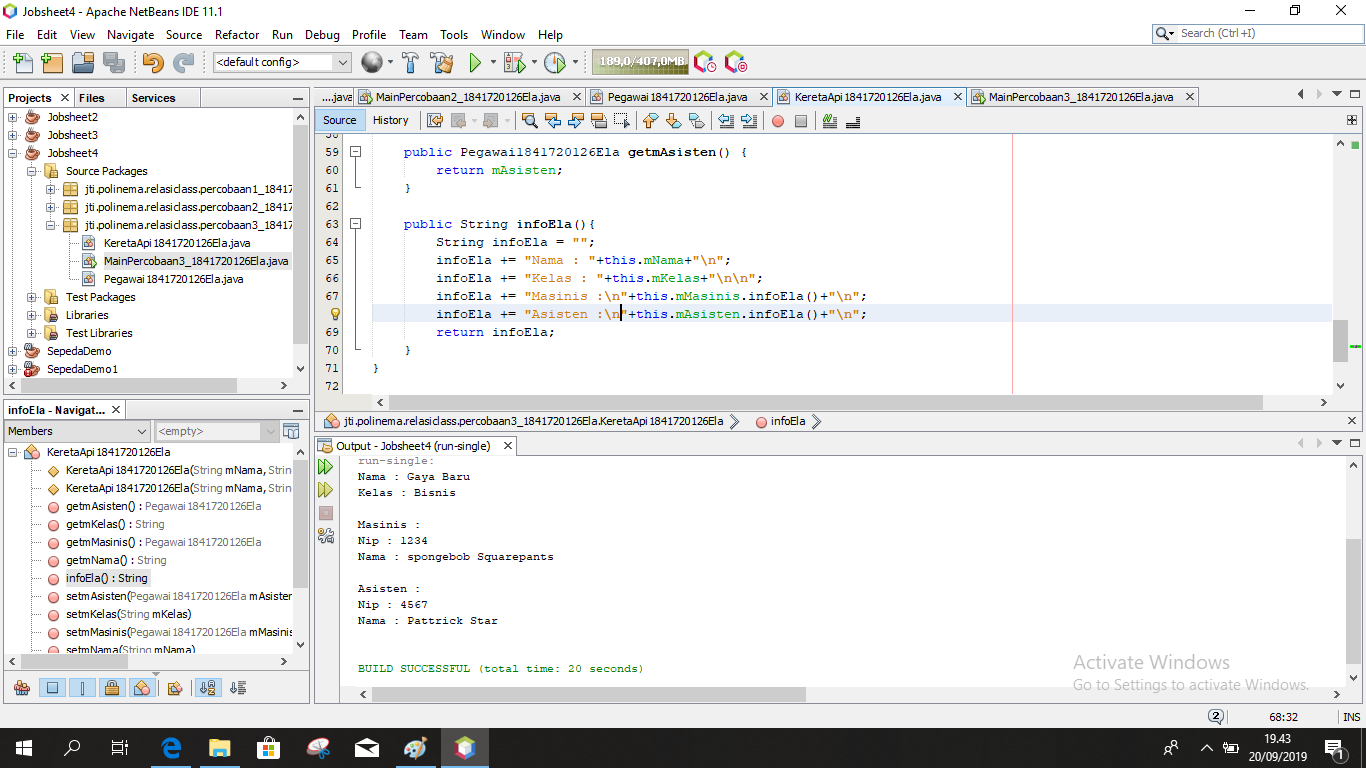 Jobsheet4 - Apache NetBeans IDE 11.1
File Edit View Navigate Source Refactor Run Debug Profile Team Tools Window Help
Search (Ctrl+I)
<default config>
189,0/407,0MB
Projects Files Services
Jobsheet2
Jobsheet3
Jobsheet4
Source Packages
jti.polinema.relasiclass.percobaan1_18417
jti.polinema.relasiclass.percobaan2_18417
jti.polinema.relasiclass.percobaan3_18417
KeretaApi1841720126Ela.java
MainPercobaan3_1841720126Ela.java
Pegawai1841720126Ela.java
Test Packages
Libraries
Test Libraries
SepedaDemo
SepedaDemo1
infoEla - Navigat...
Members
<empty>
KeretaApi1841720126Ela
KeretaApi1841720126Ela(String mNama, Strin
KeretaApi1841720126Ela(String mNama, Strin
getmAsisten() : Pegawai1841720126Ela
getmKelas() : String
getmMasinis() : Pegawai1841720126Ela
getmNama() : String
infoEla() : String
setmAsisten(Pegawai1841720126Ela mAsisten
setmKelas(String mKelas)
setmMasinis(Pegawai1841720126Ela mMasinis
setmNama(String mNama)
....java MainPercobaan2_1841720126Ela.java Pegawai1841720126Ela.java KeretaApi1841720126Ela.java MainPercobaan3_1841720126Ela.java
Source History
58
59 public Pegawai1841720126Ela getmAsisten() {
60 return mAsisten;
61 }
62
63 public String infoEla(){
64 String infoEla = "";
65 infoEla += "Nama : "+this.mNama+"\n";
66 infoEla += "Kelas : "+this.mKelas+"\n\n";
67 infoEla += "Masinis :\n"+this.mMasinis.infoEla()+"\n";
infoEla += "Asisten :\n"+this.mAsisten.infoEla()+"\n";
69 return infoEla;
70 }
71 }
72
jti.polinema.relasiclass.percobaan3_1841720126Ela.KeretaApi1841720126Ela infoEla
Output - Jobsheet4 (run-single)
run-single:
Nama : Gaya Baru
Kelas : Bisnis
Masinis :
Nip : 1234
Nama : spongebob Squarepants
Asisten :
Nip : 4567
Nama : Pattrick Star
BUILD SUCCESSFUL (total time: 20 seconds)
Activate Windows
Go to Settings to activate Windows.
2
68:32
INS
19.43
20/09/2019
1